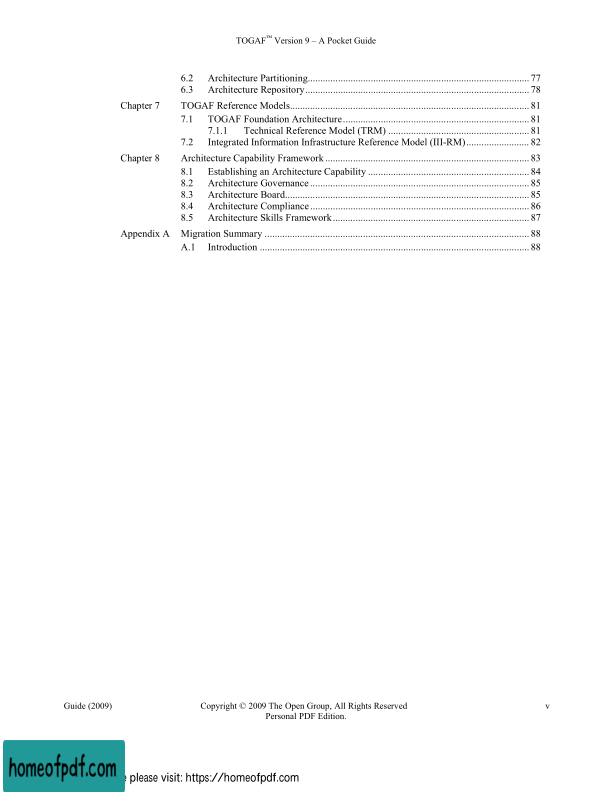 TOGAF™ Version 9 – A Pocket Guide
6.2 Architecture Partitioning........................................................................................ 77
6.3 Architecture Repository......................................................................................... 78
Chapter 7 TOGAF Reference Models............................................................................................... 81
7.1 TOGAF Foundation Architecture.......................................................................... 81
7.1.1 Technical Reference Model (TRM) ........................................................ 81
7.2 Integrated Information Infrastructure Reference Model (III-RM)......................... 82
Chapter 8 Architecture Capability Framework ................................................................................. 83
8.1 Establishing an Architecture Capability ................................................................ 84
8.2 Architecture Governance ....................................................................................... 85
8.3 Architecture Board................................................................................................. 85
8.4 Architecture Compliance ....................................................................................... 86
8.5 Architecture Skills Framework.............................................................................. 87
Appendix A Migration Summary ......................................................................................................... 88
A.1 Introduction ........................................................................................................... 88
Guide (2009) Copyright © 2009 The Open Group, All Rights Reserved v
Personal PDF Edition.
homeofpdf.com
please visit: https://homeofpdf.com